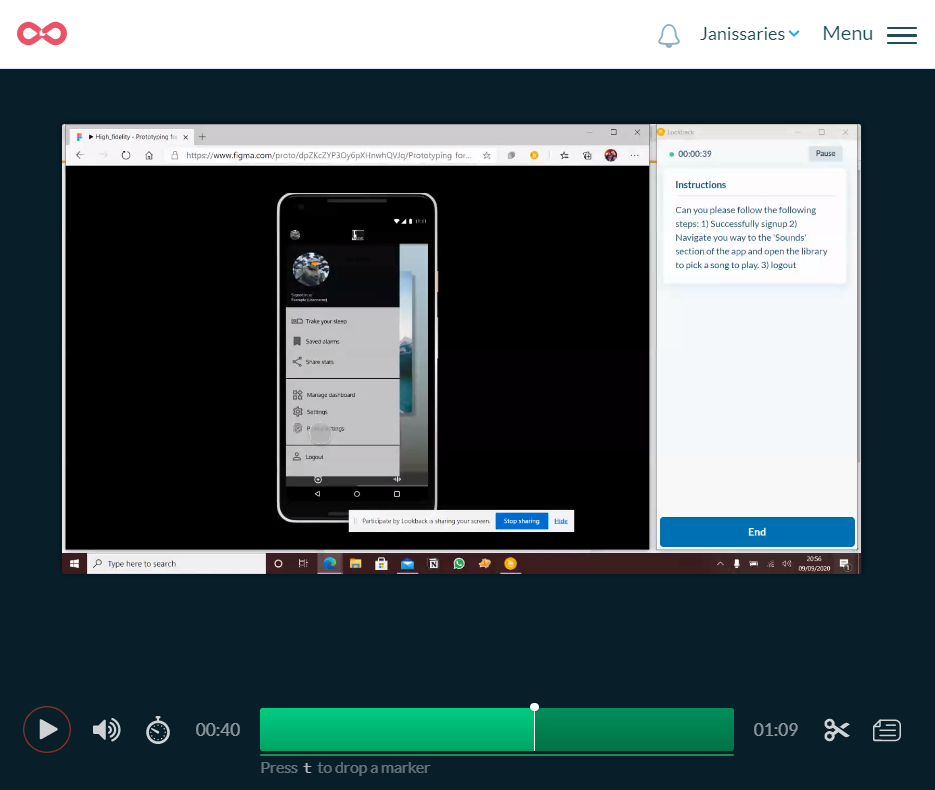 Janissaries
Menu
High_fidelity - Prototyping for
https://www.figma.com/proto/dpZKcZYP3Oy6pXHnwhQVJq/Prototyping-for...
Lookback
00:00:39
Pause
Instructions
Can you please follow the following
steps: 1) Successfully signup 2)
Navigate you way to the 'Sounds'
section of the app and open the library
to pick a song to play. 3) logout
11:11
Trake your sleep
Saved alarms
Share stats
Manage dashboard
Settings
Logout
Participate by Lookback is sharing your screen.
Stop sharing
Hide
End
Type here to search
20:56
09/09/2020
00:40
01:09
Press t to drop a marker